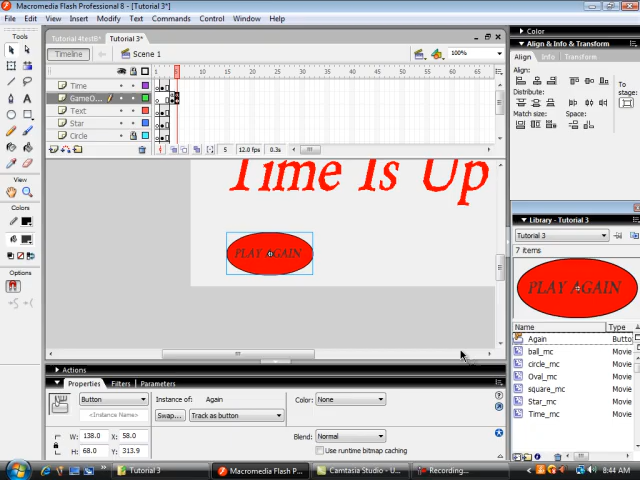 Macromedia Flash Professional 8 - [Tutorial 3*]
File Edit View Insert Modify Text Commands Control Window Help
Tools
Tutorial 4test8* Tutorial 3*
Timeline Scene 1 100%
View
Colors
Options
5 10 15 20 25 30 35 40 45 50 55 60 65
Time
GameO...
Text
Star
Circle
5 12.0 fps 0.3s
Time Is Up
PLAY AGAIN
Actions
Properties Filters Parameters
Button Instance of: Again Color: None
<Instance Name> Swap... Track as button
W: 138.0 X: 58.0 Blend: Normal
H: 68.0 Y: 313.9 Use runtime bitmap caching
Color
Align & Info & Transform
Align Info Transform
Align:
Distribute:
Match size: Space:
To stage:
Library - Tutorial 3
Tutorial 3
7 items
PLAY AGAIN
Name Type
Again Butto
ball_mc Movie
circle_mc Movie
Oval_mc Movie
square_mc Movie
Star_mc Movie
Time_mc Movie
start Tutorial 3 Macromedia Flash P... Camtasia Studio - U... Recording... 8:44 AM